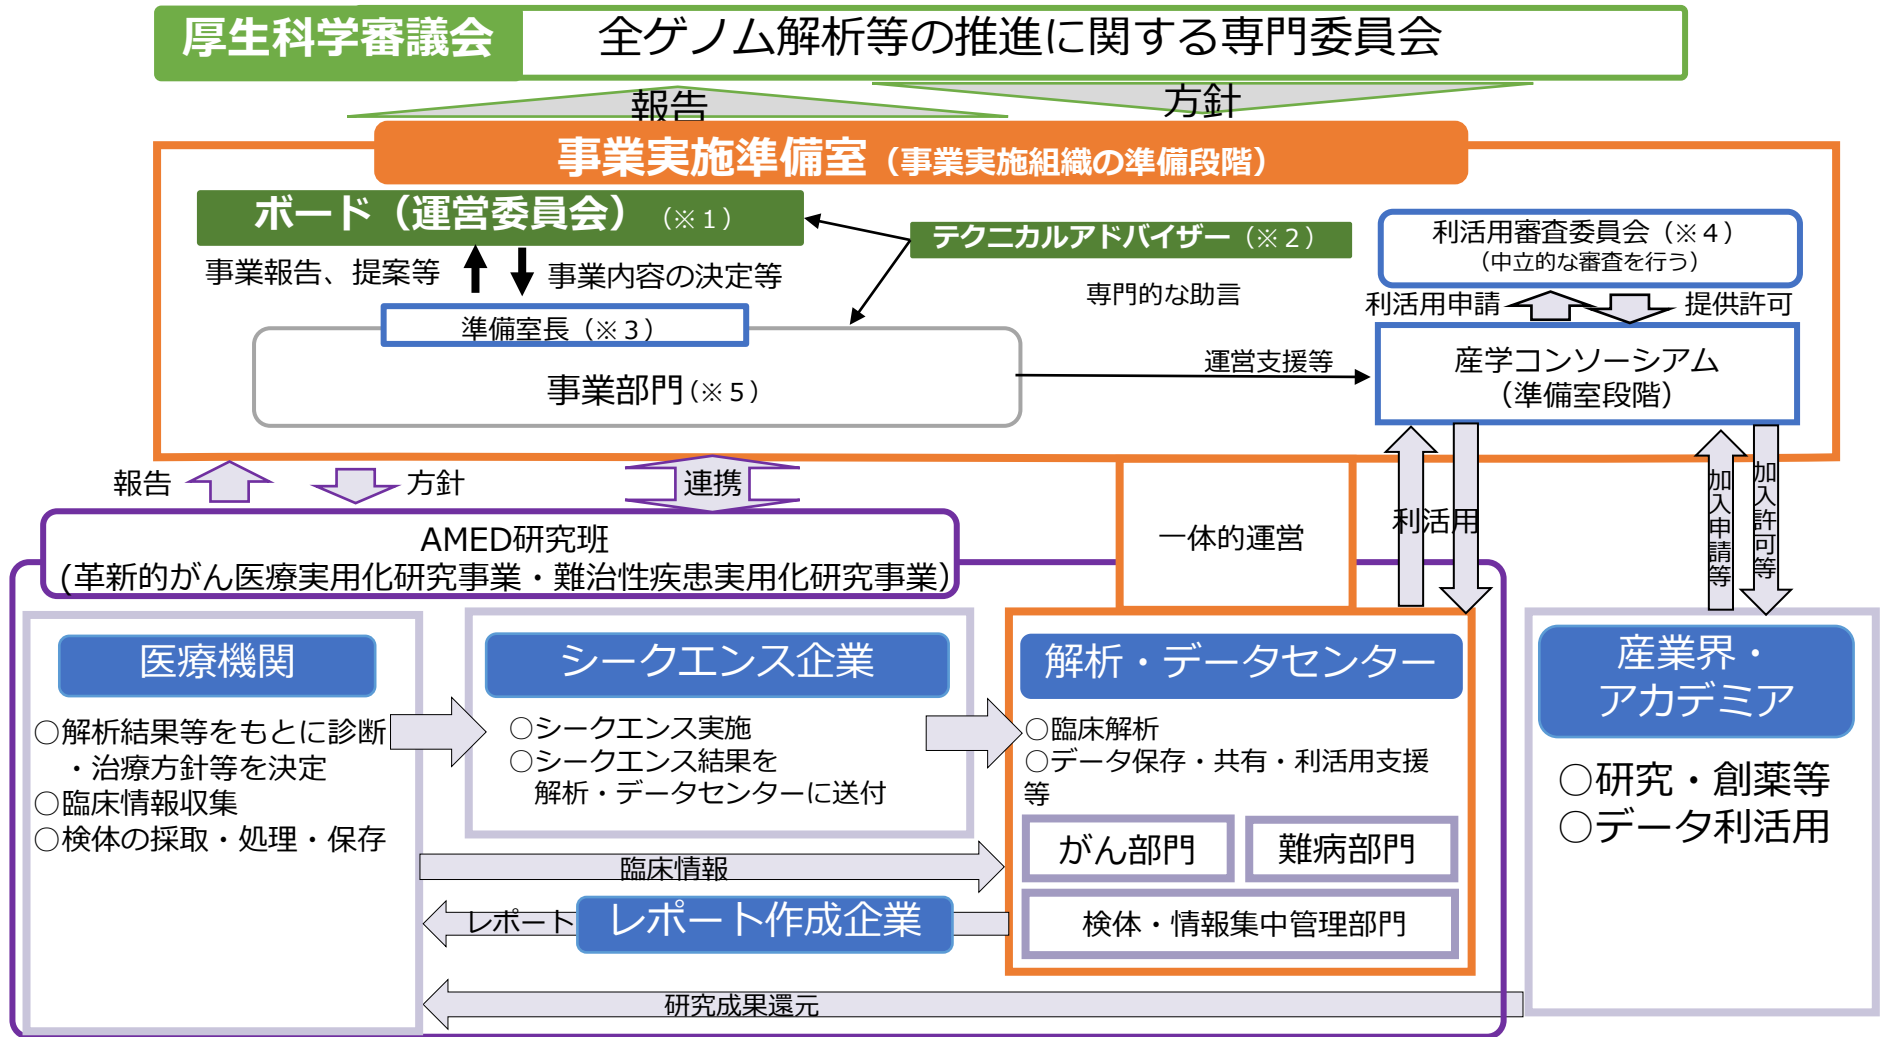 厚生科学審議会
全ゲノム解析等の推進に関する専門委員会
報告
方針
事業実施準備室（事業実施組織の準備段階）
ボード（運営委員会）（※１）
テクニカルアドバイザー（※２）
利活用審査委員会（※４）
（中立的な審査を行う）
事業報告、提案等
事業内容の決定等
専門的な助言
利活用申請
提供許可
準備室長（※３）
事業部門（※５）
運営支援等
産学コンソーシアム
（準備室段階）
報告
方針
連携
一体的運営
利活用
加入申請等
加入許可等
AMED研究班
(革新的がん医療実用化研究事業・難治性疾患実用化研究事業）
医療機関
○解析結果等をもとに診断
・治療方針等を決定
○臨床情報収集
○検体の採取・処理・保存
シークエンス企業
○シークエンス実施
○シークエンス結果を
解析・データセンターに送付
解析・データセンター
○臨床解析
○データ保存・共有・利活用支援
等
がん部門
難病部門
検体・情報集中管理部門
産業界・
アカデミア
○研究・創薬等
○データ利活用
臨床情報
レポート
レポート作成企業
研究成果還元